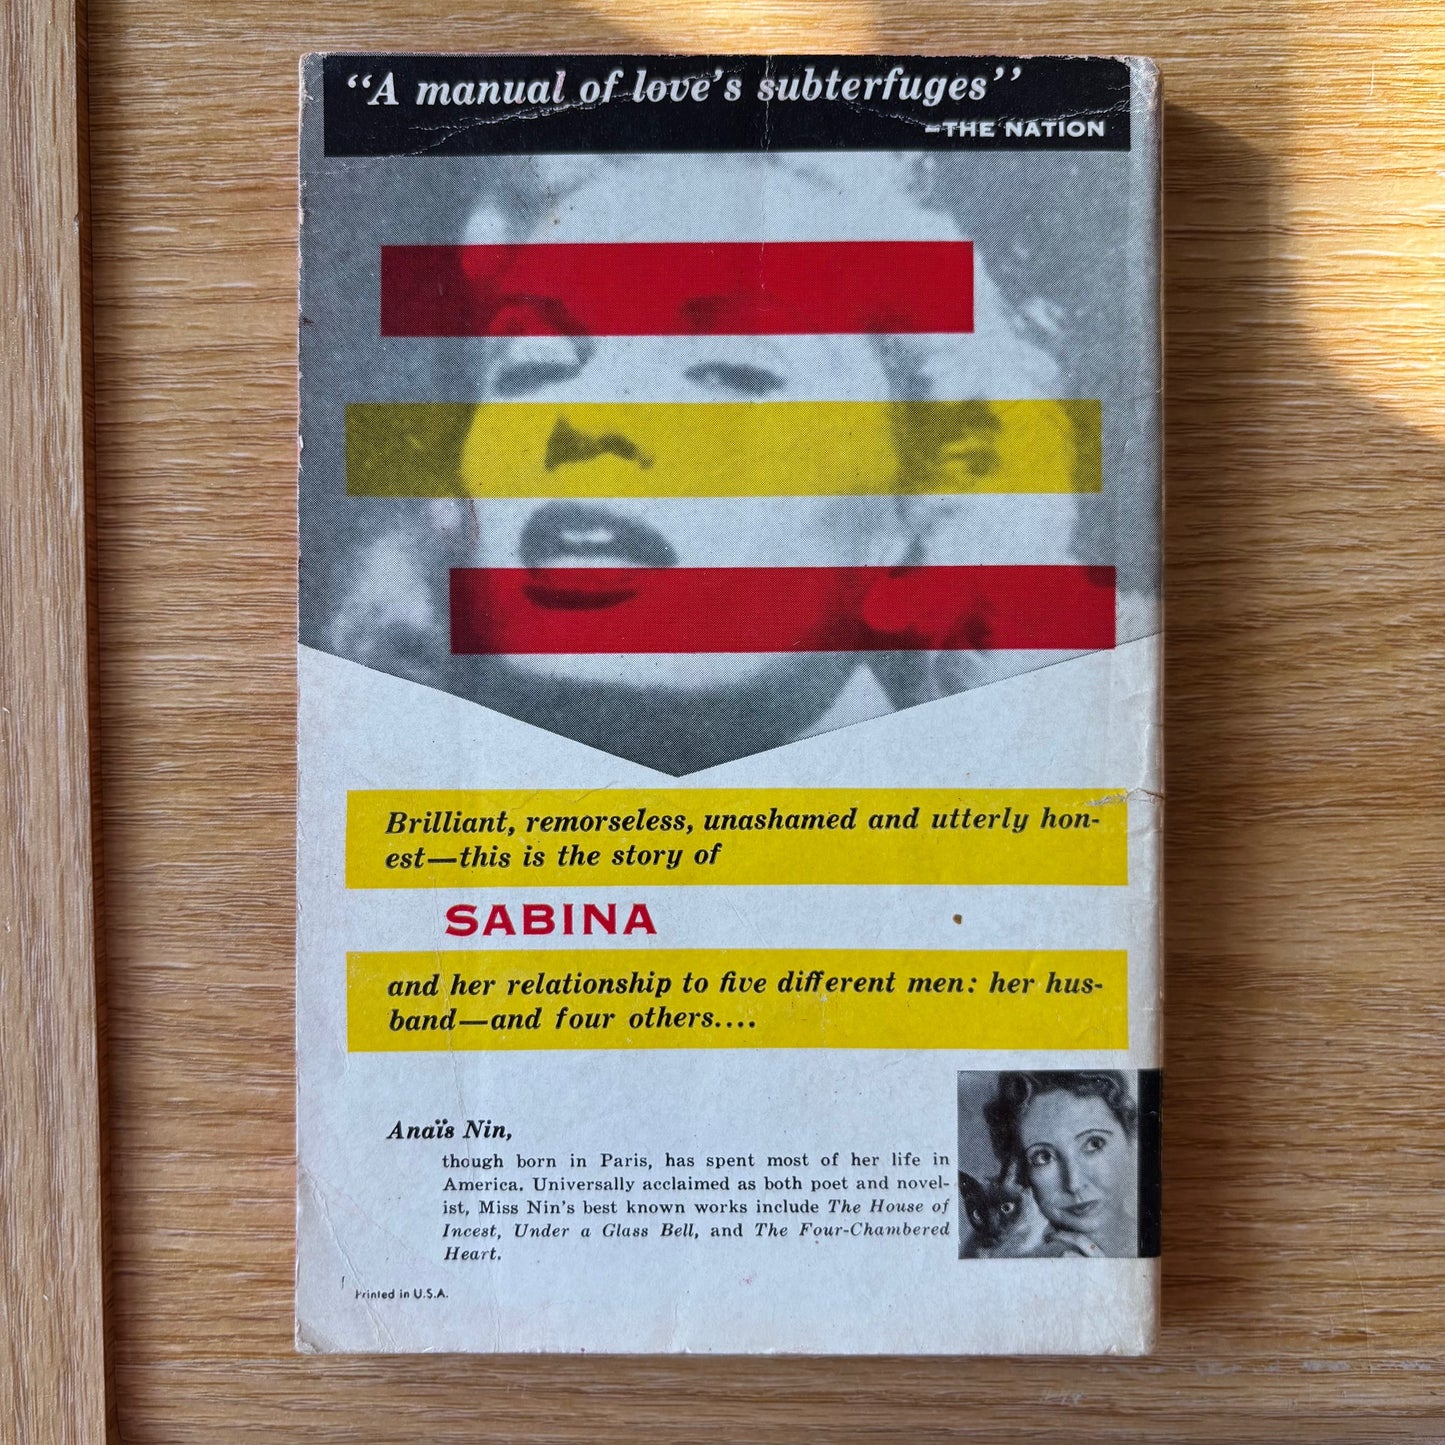 “A manual of love’s subterfuges”
–THE NATION
Brilliant, remorseless, unashamed and utterly hon-
est—this is the story of
SABINA
and her relationship to five different men: her hus-
band—and four others....
Anaïs Nin,
though born in Paris, has spent most of her life in
America. Universally acclaimed as both poet and novel-
ist, Miss Nin’s best known works include The House of
Incest, Under a Glass Bell, and The Four-Chambered
Heart.
Printed in U.S.A.